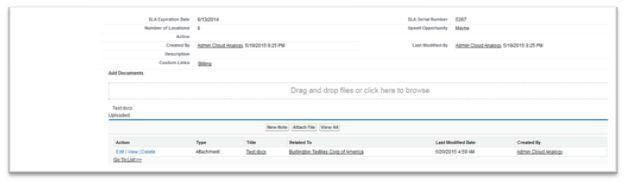 SLA Expiration Date 6/13/2014 SLA Serial Number 5367
Number of Locations 6 Upsell Opportunity Maybe
Active
Created By Admin Cloud Analogy, 5/19/2015 9:25 PM Last Modified By Admin Cloud Analogy, 5/19/2015 9:25 PM
Description
Custom Links Billing
Add Documents
Drag and drop files or click here to browse
Test.docx
Uploaded
New Note Attach File View All
Action Type Title Related To Last Modified Date Created By
Edit | View | Delete Attachment Test.docx Burlington Textiles Corp of America 5/20/2015 4:59 AM Admin Cloud Analogy
Go To List >>